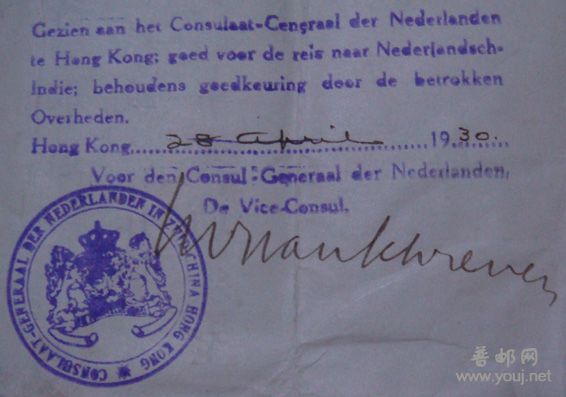 Gezien aan het Consulaat-Generaal der Nederlanden
te Hong Kong; goed voor de reis naar Nederlandsch-
Indie; behoudens goedkeuring door de betrokken
Overheden.
Hong Kong 28 April 1930.
Voor den Consul-Generaal der Nederlanden,
De Vice-Consul,
CONSULAAT-GENERAAL DER NEDERLANDEN IN ZUID CHINA HONG KONG
普邮网
www.youj.net